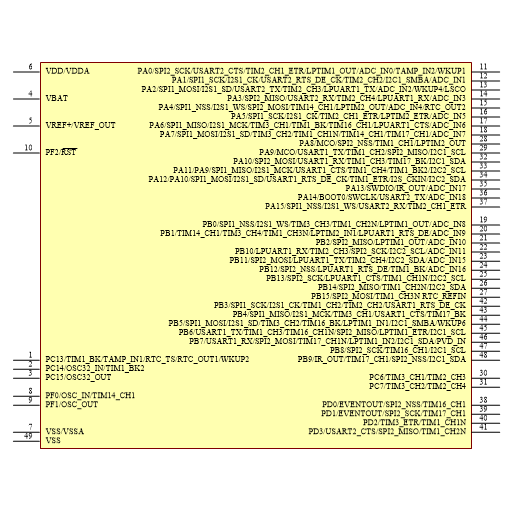 6 VDD/VDDA
4 VBAT
5 VREF+/VREF_OUT
10 PF2/RST
1 PC13/TIM1_BK/TAMP_IN1/RTC_TS/RTC_OUT1/WKUP2
2 PC14/OSC32_IN/TIM1_BK2
3 PC15/OSC32_OUT
8 PF0/OSC_IN/TIM14_CH1
9 PF1/OSC_OUT
7 VSS/VSSA
49 VSS
PA0/SPI2_SCK/USART2_CTS/TIM2_CH1_ETR/LPTIM1_OUT/ADC_IN0/TAMP_IN2/WKUP1 11
PA1/SPI1_SCK/I2S1_CK/USART2_RTS_DE_CK/TIM2_CH2/I2C1_SMBA/ADC_IN1 12
PA2/SPI1_MOSI/I2S1_SD/USART2_TX/TIM2_CH3/LPUART1_TX/ADC_IN2/WKUP4/LSCO 13
PA3/SPI2_MISO/USART2_RX/TIM2_CH4/LPUART1_RX/ADC_IN3 14
PA4/SPI1_NSS/I2S1_WS/SPI2_MOSI/TIM14_CH1/LPTIM2_OUT/ADC_IN4/RTC_OUT2 15
PA5/SPI1_SCK/I2S1_CK/TIM2_CH1_ETR/LPTIM2_ETR/ADC_IN5 16
PA6/SPI1_MISO/I2S1_MCK/TIM3_CH1/TIM1_BK/TIM16_CH1/LPUART1_CTS/ADC_IN6 17
PA7/SPI1_MOSI/I2S1_SD/TIM3_CH2/TIM1_CH1N/TIM14_CH1/TIM17_CH1/ADC_IN7 18
PA8/MCO/SPI2_NSS/TIM1_CH1/LPTIM2_OUT 28
PA9/MCO/USART1_TX/TIM1_CH2/SPI2_MISO/I2C1_SCL 29
PA10/SPI2_MOSI/USART1_RX/TIM1_CH3/TIM17_BK/I2C1_SDA 32
PA11/PA9/SPI1_MISO/I2S1_MCK/USART1_CTS/TIM1_CH4/TIM1_BK2/I2C2_SCL 33
PA12/PA10/SPI1_MOSI/I2S1_SD/USART1_RTS_DE_CK/TIM1_ETR/I2S_CKIN/I2C2_SDA 34
PA13/SWDIO/IR_OUT/ADC_IN17 35
PA14/BOOT0/SWCLK/USART2_TX/ADC_IN18 36
PA15/SPI1_NSS/I2S1_WS/USART2_RX/TIM2_CH1_ETR 37
PB0/SPI1_NSS/I2S1_WS/TIM3_CH3/TIM1_CH2N/LPTIM1_OUT/ADC_IN8 19
PB1/TIM14_CH1/TIM3_CH4/TIM1_CH3N/LPTIM2_IN1/LPUART1_RTS_DE/ADC_IN9 20
PB2/SPI2_MISO/LPTIM1_OUT/ADC_IN10 21
PB10/LPUART1_RX/TIM2_CH3/SPI2_SCK/I2C2_SCL/ADC_IN11 22
PB11/SPI2_MOSI/LPUART1_TX/TIM2_CH4/I2C2_SDA/ADC_IN15 23
PB12/SPI2_NSS/LPUART1_RTS_DE/TIM1_BK/ADC_IN16 24
PB13/SPI2_SCK/LPUART1_CTS/TIM1_CH1N/I2C2_SCL 25
PB14/SPI2_MISO/TIM1_CH2N/I2C2_SDA 26
PB15/SPI2_MOSI/TIM1_CH3N RTC_REFIN 27
PB3/SPI1_SCK/I2S1_CK/TIM1_CH2/TIM2_CH2/USART1_RTS_DE_CK 42
PB4/SPI1_MISO/I2S1_MCK/TIM3_CH1/USART1_CTS/TIM17_BK 43
PB5/SPI1_MOSI/I2S1_SD/TIM3_CH2/TIM16_BK/LPTIM1_IN1/I2C1_SMBA/WKUP6 44
PB6/USART1_TX/TIM1_CH3/TIM16_CH1N/SPI2_MISO/LPTIM1_ETR/I2C1_SCL 45
PB7/USART1_RX/SPI2_MOSI/TIM17_CH1N/LPTIM1_IN2/I2C1_SDA/PVD_IN 46
PB8/SPI2_SCK/TIM16_CH1/I2C1_SCL 47
PB9/IR_OUT/TIM17_CH1/SPI2_NSS/I2C1_SDA 48
PC6/TIM3_CH1/TIM2_CH3 30
PC7/TIM3_CH2/TIM2_CH4 31
PD0/EVENTOUT/SPI2_NSS/TIM16_CH1 38
PD1/EVENTOUT/SPI2_SCK/TIM17_CH1 39
PD2/TIM3_ETR/TIM1_CH1N 40
PD3/USART2_CTS/SPI2_MISO/TIM1_CH2N 41